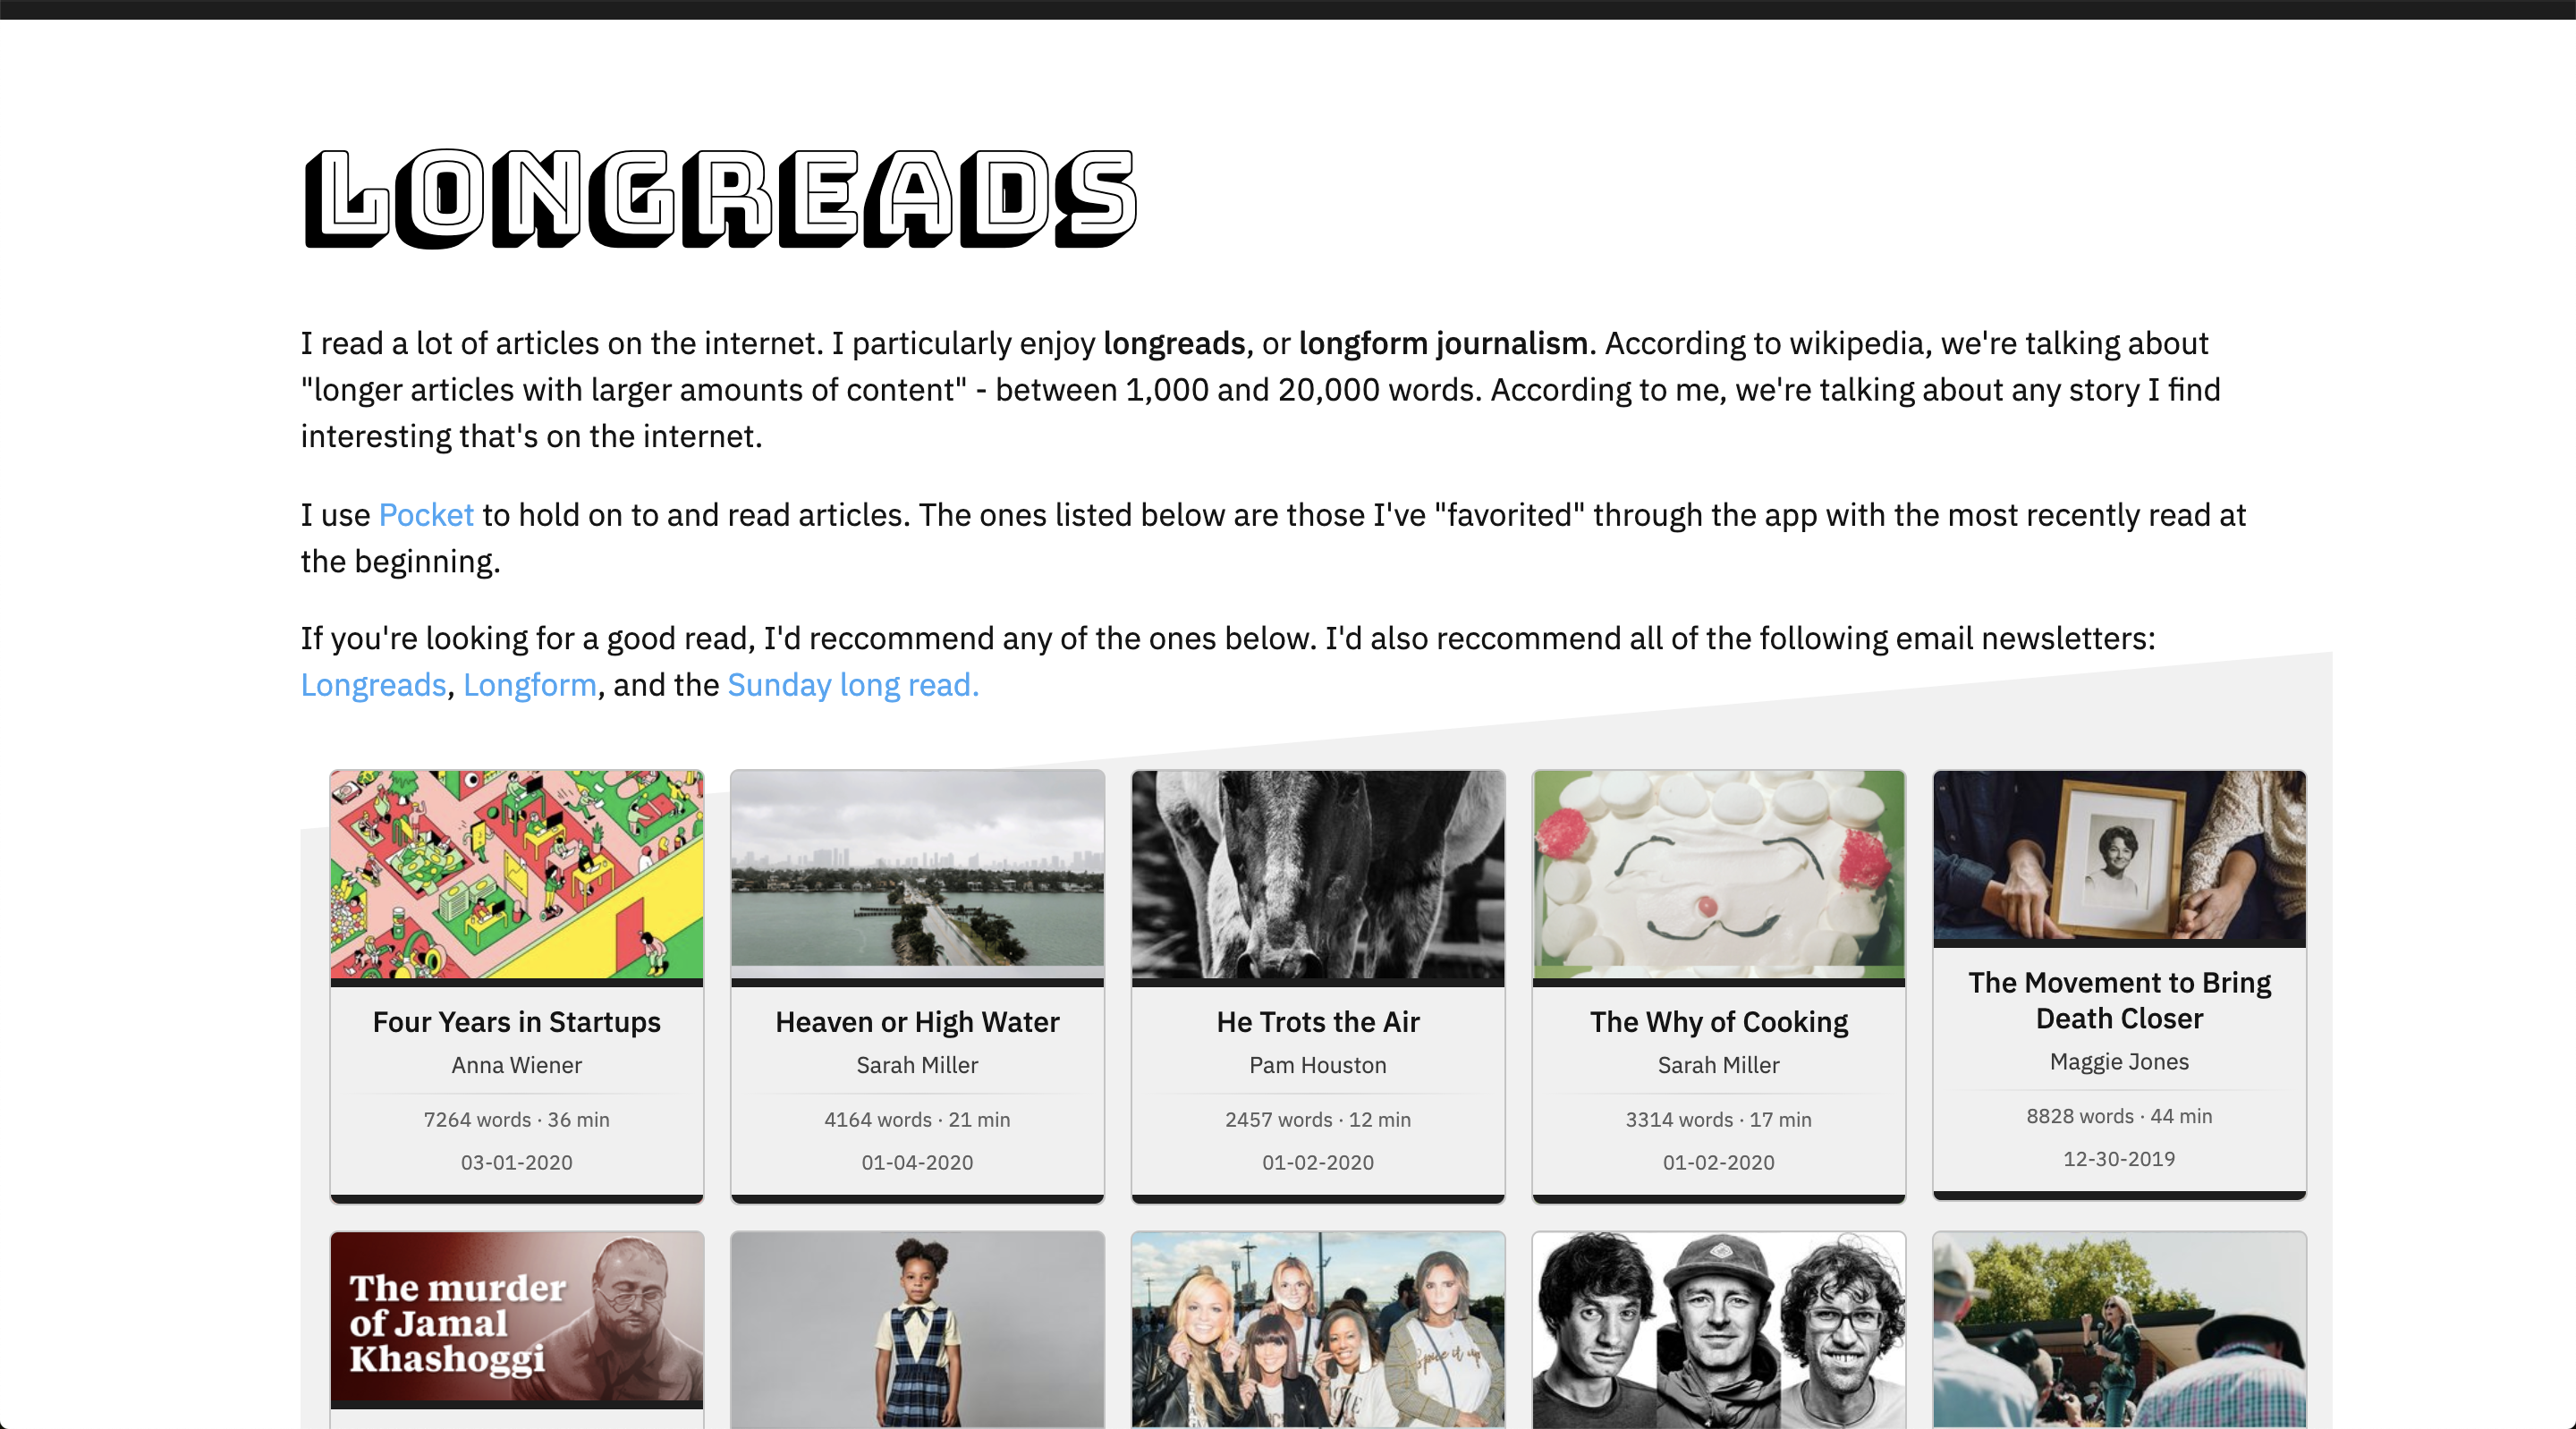 LONGREADS
I read a lot of articles on the internet. I particularly enjoy longreads, or longform journalism. According to wikipedia, we're talking about
"longer articles with larger amounts of content" - between 1,000 and 20,000 words. According to me, we're talking about any story I find
interesting that's on the internet.
I use Pocket to hold on to and read articles. The ones listed below are those I've "favorited" through the app with the most recently read at
the beginning.
If you're looking for a good read, I'd reccommend any of the ones below. I'd also reccommend all of the following email newsletters:
Longreads, Longform, and the Sunday long read.
Four Years in Startups
Anna Wiener
7264 words · 36 min
03-01-2020
Heaven or High Water
Sarah Miller
4164 words · 21 min
01-04-2020
He Trots the Air
Pam Houston
2457 words · 12 min
01-02-2020
The Why of Cooking
Sarah Miller
3314 words · 17 min
01-02-2020
The Movement to Bring
Death Closer
Maggie Jones
8828 words · 44 min
12-30-2019
The murder
of Jamal
Khashoggi
Spice it up